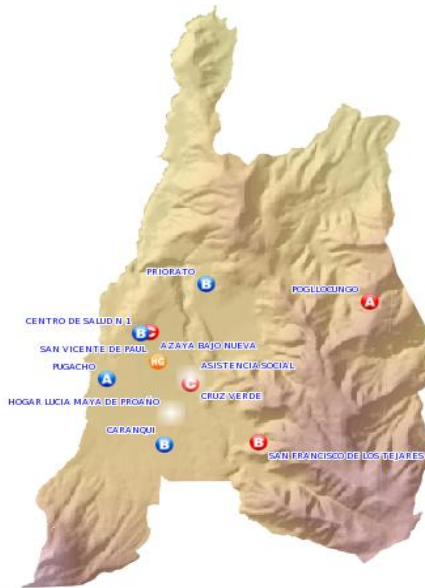 PRIORATO
B
POGLLOCUNGO
A
CENTRO DE SALUD N 1
B
SAN VICENTE DE PAUL
AZAYA BAJO NUEVA
HG
PUGACHO
A
ASISTENCIA SOCIAL
C
CRUZ VERDE
HOGAR LUCIA MAYA DE PROAÑO
CARANQUI
B
B
SAN FRANCISCO DE LOS TEJARES